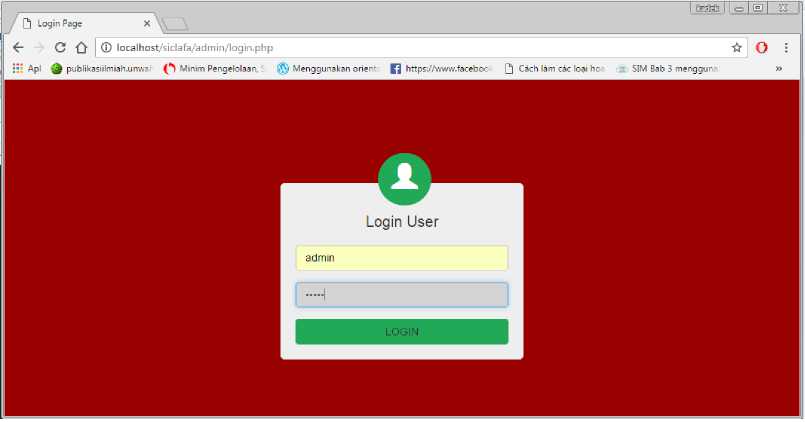 Login Page
localhost/siclafa/admin/login.php
Apl publikasiilmiah.unwa Minim Pengelolaan, S Menggunakan orienta https://www.facebook Cách làm các loại hoa SIM Bab 3 mengguna »
Login User
admin
•••••
LOGIN